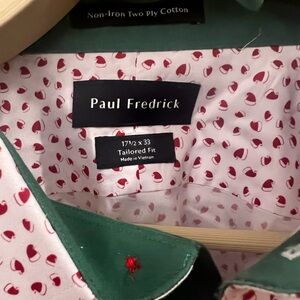 Non-Iron Two Ply Cotton
Paul Fredrick
17½ x 33
Tailored Fit
Made in Vietnam